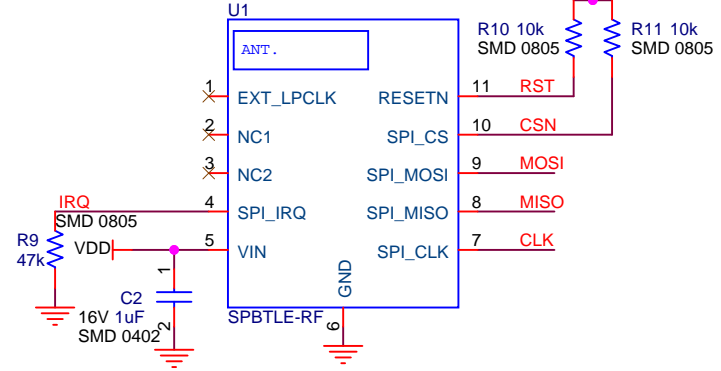 U1
R10 10k
SMD 0805
R11 10k
SMD 0805
ANT.
1
EXT_LPCLK
RESETN
11
RST
2
NC1
SPI_CS
10
CSN
3
NC2
SPI_MOSI
9
MOSI
IRQ
4
SPI_IRQ
SPI_MISO
8
MISO
SMD 0805
R9
47k
VDD
5
VIN
SPI_CLK
7
CLK
GND
1
C2
16V 1uF
SMD 0402
2
SPBTLE-RF
6